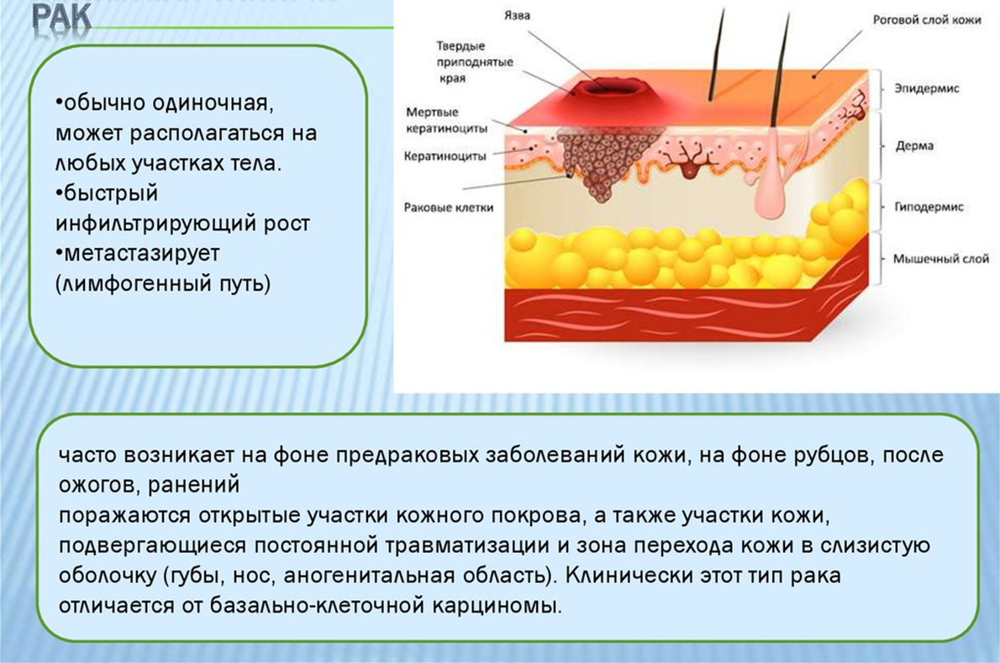 РАК
•обычно одиночная,
может располагаться на
любых участках тела.
•быстрый
инфильтрирующий рост
•метастазирует
(лимфогенный путь)
Язва
Твердые
приподнятые
края
Мертвые
кератиноциты
Кератиноциты
Раковые клетки
Роговой слой кожи
Эпидермис
Дерма
Гиподермис
Мышечный слой
часто возникает на фоне предраковых заболеваний кожи, на фоне рубцов, после
ожогов, ранений
поражаются открытые участки кожного покрова, а также участки кожи,
подвергающиеся постоянной травматизации и зона перехода кожи в слизистую
оболочку (губы, нос, аногенитальная область). Клинически этот тип рака
отличается от базально-клеточной карциномы.